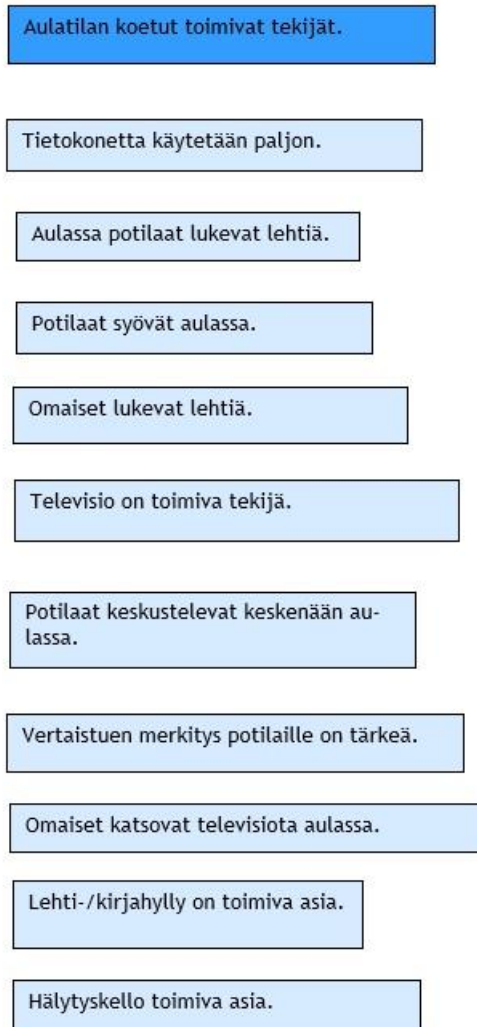 Aulatilan koetut toimivat tekijät.
Tietokonetta käytetään paljon.
Aulassa potilaat lukevat lehtiä.
Potilaat syövät aulassa.
Omaiset lukevat lehtiä.
Televisio on toimiva tekijä.
Potilaat keskustelevat keskenään au-
lassa.
Vertaistuen merkitys potilaille on tärkeä.
Omaiset katsovat televisiota aulassa.
Lehti-/kirjahylly on toimiva asia.
Hälytyskello toimiva asia.